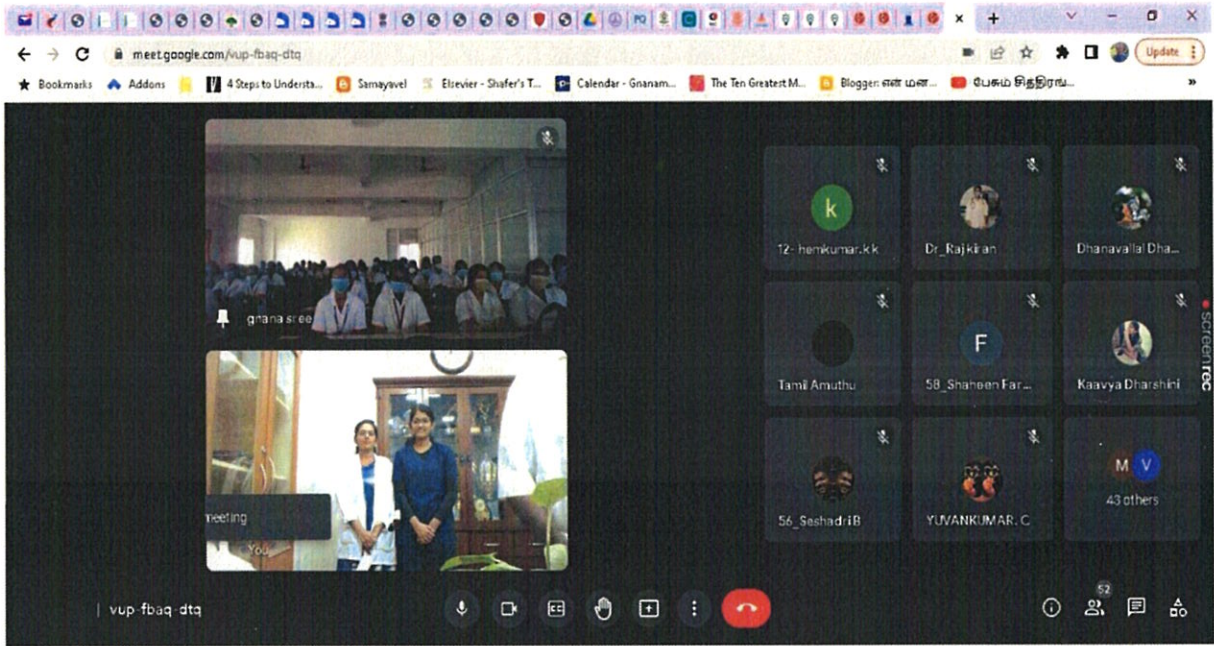 meet.google.com/vup-fbaq-dtq
Update
Bookmarks
Addons
4 Steps to Understa...
Samayavel
Elsevier - Shafer's T...
Calendar - Gnanam...
The Ten Greatest M...
Blogger: என் மன...
பேசும் சித்திரங்...
»
gnana sree
12- hemkumar.k k
Dr_Rajkiran
Dhanavallal Dha...
Tamil Amuthu
F
58_Shaheen Far...
Kaavya Dharshini
k
56_Seshadri B
YUVANKUMAR. C
M V
43 others
neeting
You
screenrec
| vup-fbaq-dtq
52